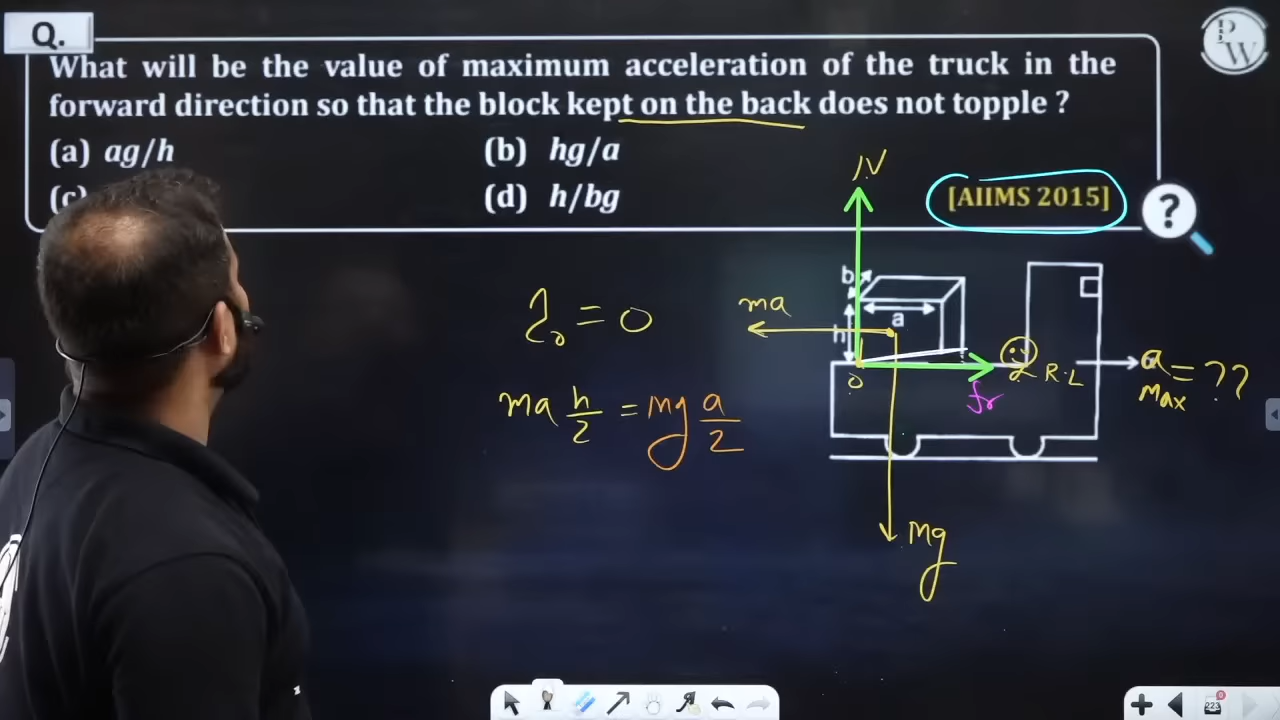 Q.
What will be the value of maximum acceleration of the truck in the
forward direction so that the block kept on the back does not topple ?
(a) ag/h
(b) hg/a
(c)
(d) h/bg
[AIIMS 2015]
?
PW
N
b
a
h
ma
O
fr
R.L
a
Max = ??
Mg
= 0
ma h/2 = mg a/2
223